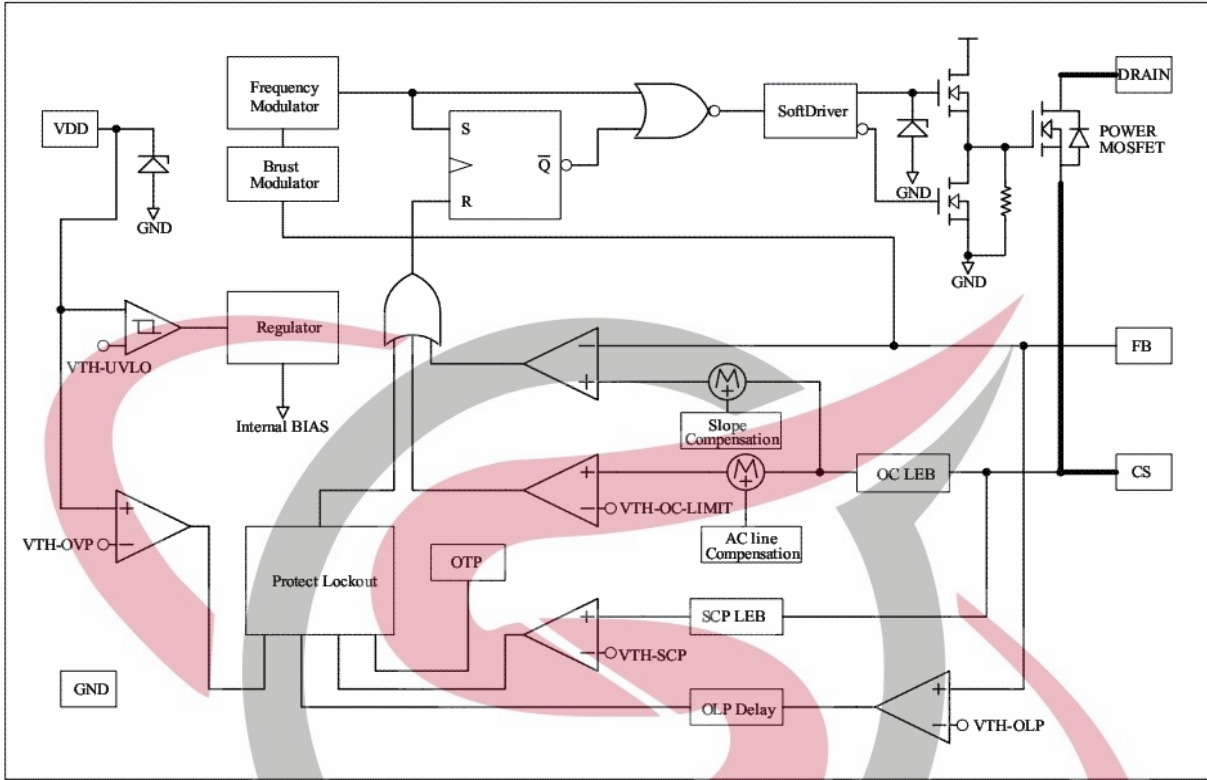 Frequency
Modulator
DRAIN
VDD
S
SoftDriver
POWER
MOSFET
Brust
Modulator
Q
R
GND
GND
GND
Regulator
FB
VTH-UVLO
M
+
Internal BIAS
Slope
Compensation
M
+
OC LEB
CS
VTH-OC-LIMIT
VTH-OVP
AC line
Compensation
OTP
Protect Lockout
SCP LEB
VTH-SCP
GND
OLP Delay
VTH-OLP